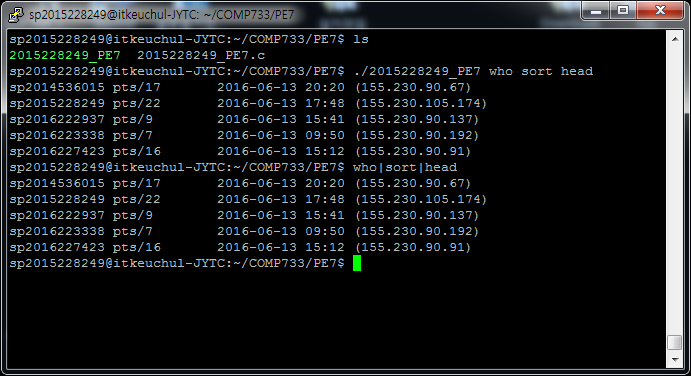 sp2015228249@itkeuchul-JYTC: ~/COMP733/PE7
sp2015228249@itkeuchul-JYTC:~/COMP733/PE7$ ls
2015228249_PE7  2015228249_PE7.c
sp2015228249@itkeuchul-JYTC:~/COMP733/PE7$ ./2015228249_PE7 who sort head
sp2014536015 pts/17       2016-06-13 20:20 (155.230.90.67)
sp2015228249 pts/22       2016-06-13 17:48 (155.230.105.174)
sp2016222937 pts/9        2016-06-13 15:41 (155.230.90.137)
sp2016223338 pts/7        2016-06-13 09:50 (155.230.90.192)
sp2016227423 pts/16       2016-06-13 15:12 (155.230.90.91)
sp2015228249@itkeuchul-JYTC:~/COMP733/PE7$ who|sort|head
sp2014536015 pts/17       2016-06-13 20:20 (155.230.90.67)
sp2015228249 pts/22       2016-06-13 17:48 (155.230.105.174)
sp2016222937 pts/9        2016-06-13 15:41 (155.230.90.137)
sp2016223338 pts/7        2016-06-13 09:50 (155.230.90.192)
sp2016227423 pts/16       2016-06-13 15:12 (155.230.90.91)
sp2015228249@itkeuchul-JYTC:~/COMP733/PE7$